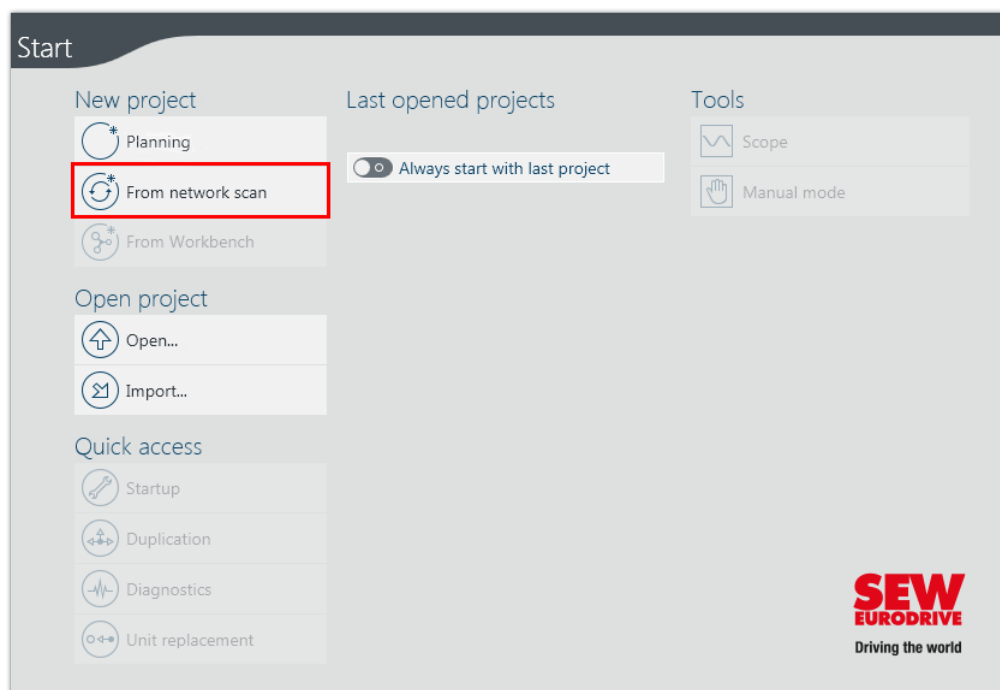 Start
New project
Planning
From network scan
From Workbench
Open project
Open...
Import...
Quick access
Startup
Duplication
Diagnostics
Unit replacement
Last opened projects
Always start with last project
Tools
Scope
Manual mode
SEW
EURODRIVE
Driving the world